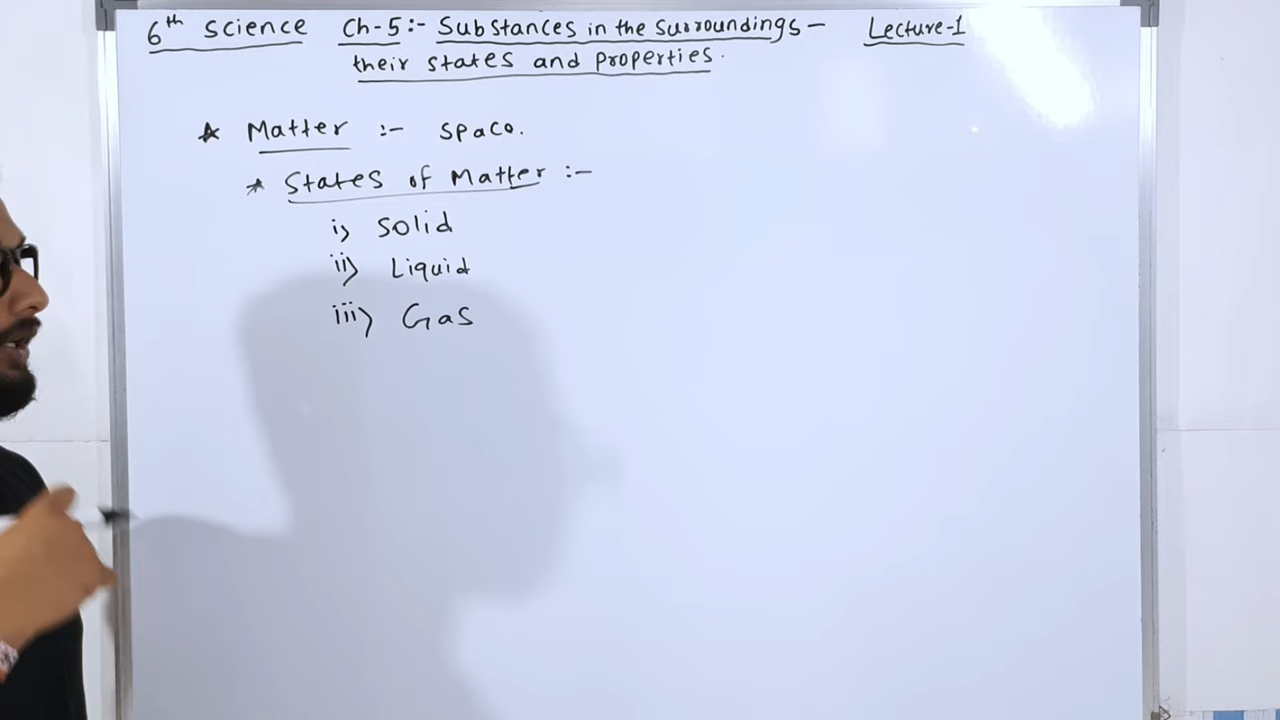 6th Science Ch-5:- Substances in the Surroundings - Lecture-1
their states and properties.
* Matter :- space.
* States of Matter :-
i) Solid
ii) Liquid
iii) Gas